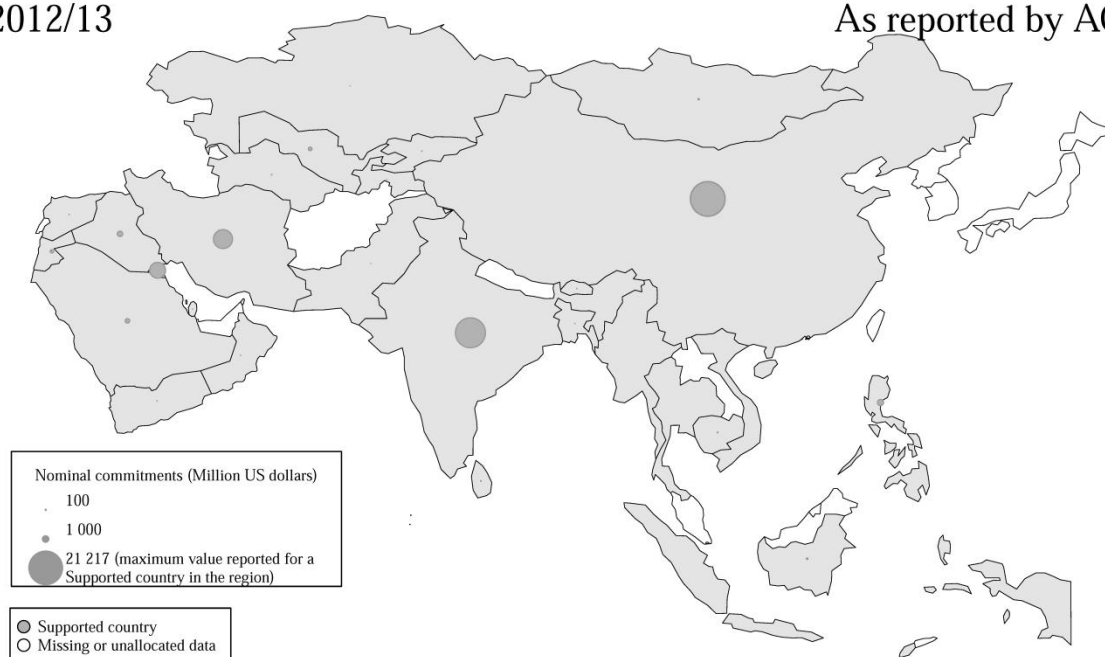 2012/13
As reported by
Nominal commitments (Million US dollars)
100
1 000
21 217 (maximum value reported for a
Supported country in the region)
Supported country
Missing or unallocated data